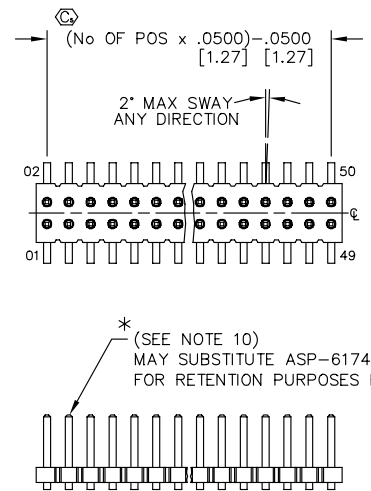 Cs
(No OF POS x .0500)-.0500
[1.27] [1.27]
2° MAX SWAY
ANY DIRECTION
02 50
℄
01 49
*
(SEE NOTE 10)
MAY SUBSTITUTE ASP-6174
FOR RETENTION PURPOSES